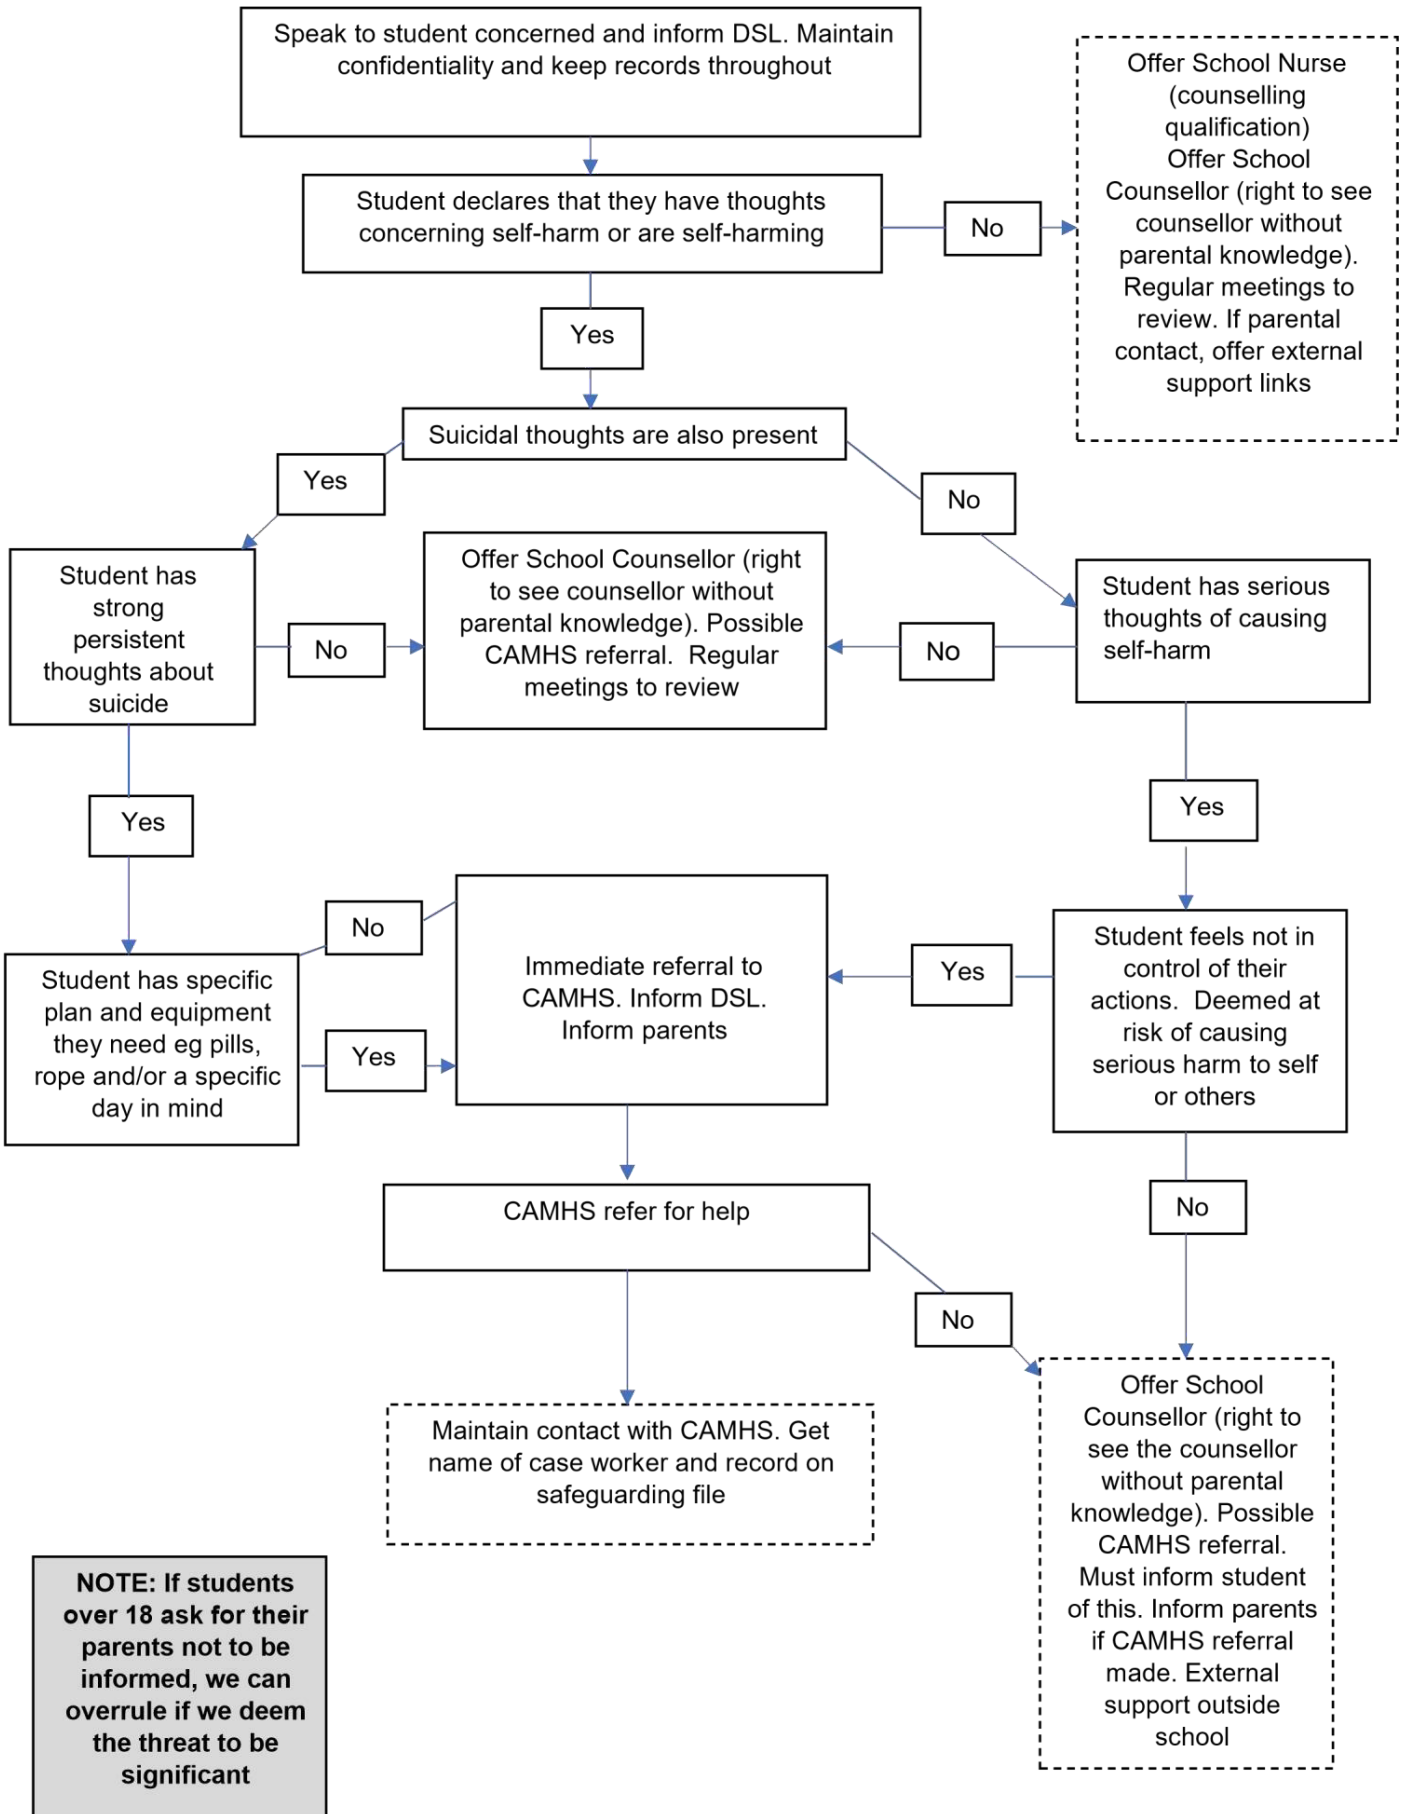 Speak to student concerned and inform DSL. Maintain
confidentiality and keep records throughout
Offer School Nurse
(counselling
qualification)
Offer School
Counsellor (right to see
counsellor without
parental knowledge).
Regular meetings to
review. If parental
contact, offer external
support links
Student declares that they have thoughts
concerning self-harm or are self-harming
No
Yes
Suicidal thoughts are also present
Yes
No
Student has
strong
persistent
thoughts about
suicide
No
Offer School Counsellor (right
to see counsellor without
parental knowledge). Possible
CAMHS referral.  Regular
meetings to review
No
Student has serious
thoughts of causing
self-harm
Yes
Yes
No
Student has specific
plan and equipment
they need eg pills,
rope and/or a specific
day in mind
Yes
Immediate referral to
CAMHS. Inform DSL.
Inform parents
Yes
Student feels not in
control of their
actions.  Deemed at
risk of causing
serious harm to self
or others
CAMHS refer for help
No
No
Maintain contact with CAMHS. Get
name of case worker and record on
safeguarding file
Offer School
Counsellor (right to
see the counsellor
without parental
knowledge). Possible
CAMHS referral.
Must inform student
of this. Inform parents
if CAMHS referral
made. External
support outside
school
NOTE: If students
over 18 ask for their
parents not to be
informed, we can
overrule if we deem
the threat to be
significant